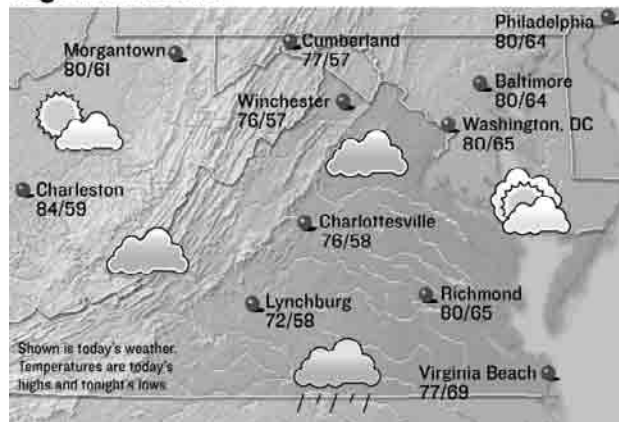 Philadelphia
80/64
Morgantown
80/61
Cumberland
77/57
Baltimore
80/64
Winchester
76/57
Washington, DC
80/65
Charleston
84/59
Charlottesville
76/58
Lynchburg
72/58
Richmond
80/65
Shown is today's weather.
Temperatures are today's
highs and tonight's lows.
Virginia Beach
77/69